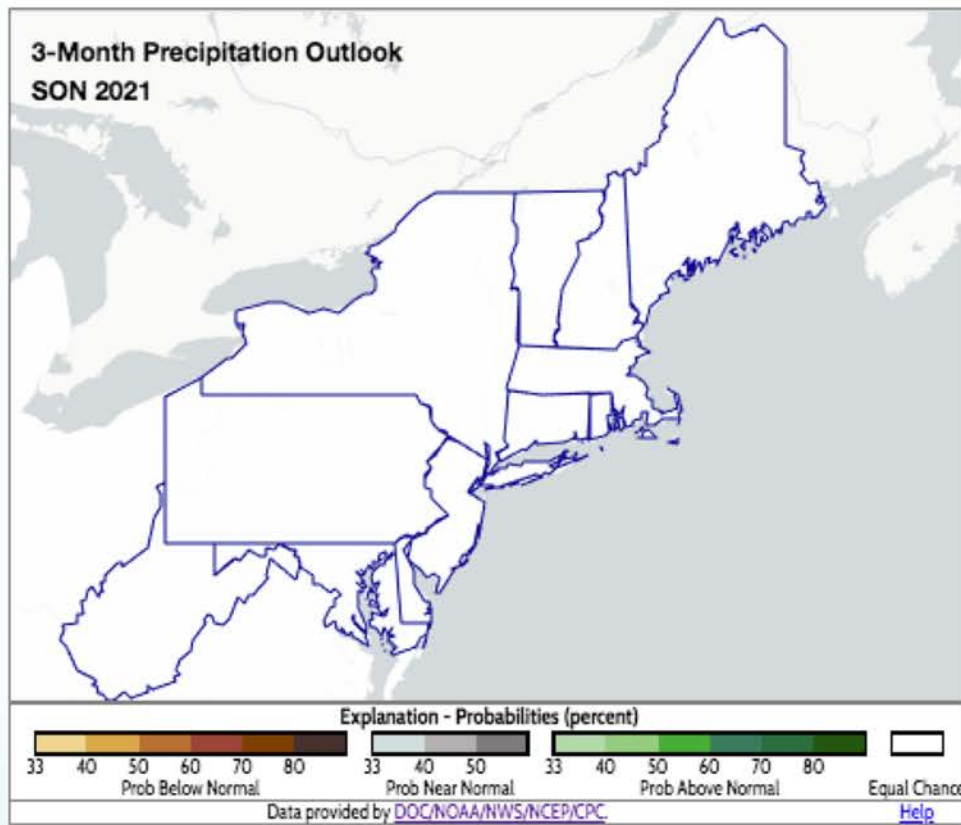 3-Month Precipitation Outlook
SON 2021
Explanation - Probabilities (percent)
33 40 50 60 70 80 33 40 50 33 40 50 60 70 80
Prob Below Normal Prob Near Normal Prob Above Normal Equal Chance
Data provided by DOC/NOAA/NWS/NCEP/CPC. Help